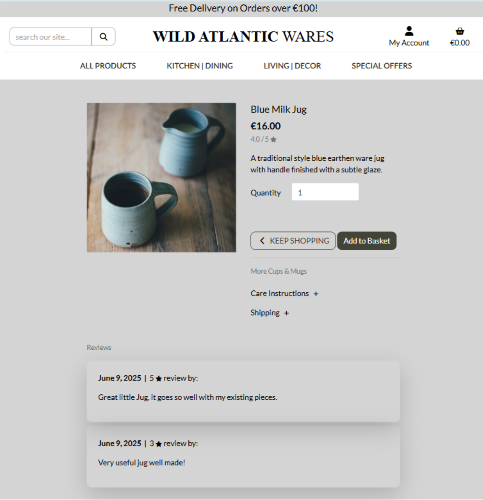 Free Delivery on Orders over €100!
search our site...
WILD ATLANTIC WARES
My Account
€0.00
ALL PRODUCTS
KITCHEN | DINING
LIVING | DECOR
SPECIAL OFFERS
Blue Milk Jug
€16.00
4.0 / 5 ★
A traditional style blue earthen ware jug
with handle finished with a subtle glaze.
Quantity 1
KEEP SHOPPING
Add to Basket
More Cups & Mugs
Care Instructions +
Shipping +
Reviews
June 9, 2025 | 5 ★ review by:
Great little Jug, it goes so well with my existing pieces.
June 9, 2025 | 3 ★ review by:
Very useful jug well made!